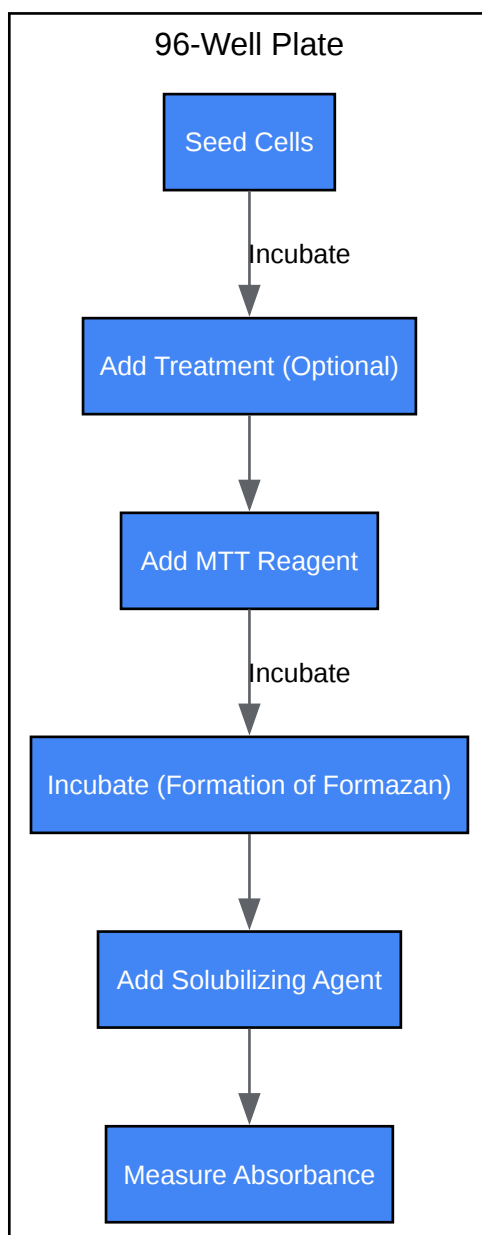 96-Well Plate
Seed Cells
Incubate
Add Treatment (Optional)
Add MTT Reagent
Incubate
Incubate (Formation of Formazan)
Add Solubilizing Agent
Measure Absorbance